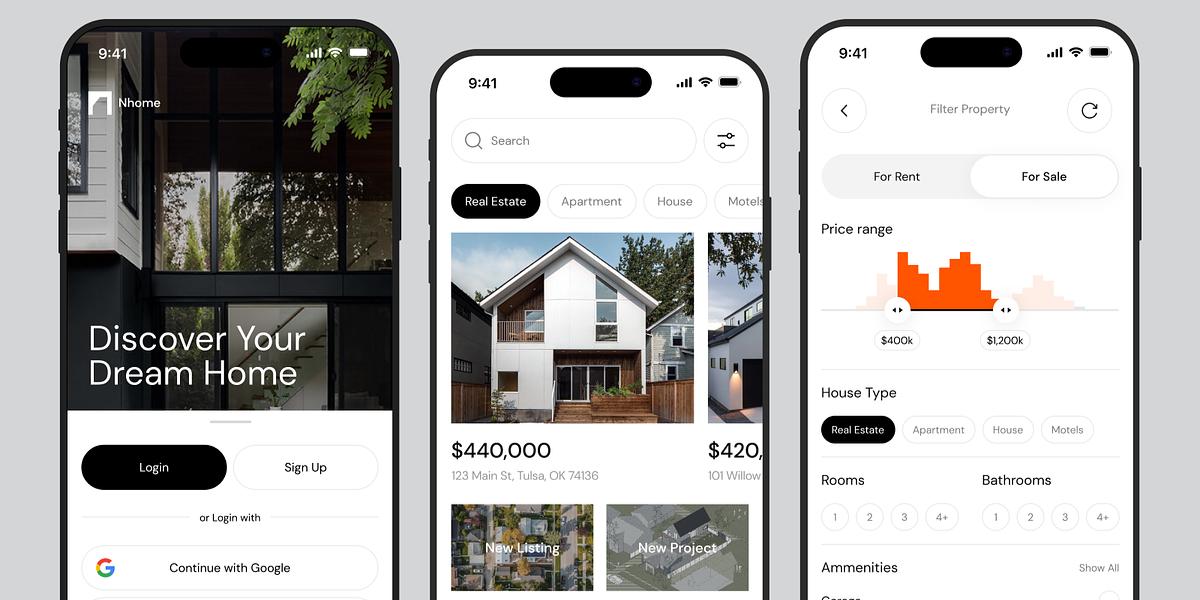 9:41
Nhome
Discover Your
Dream Home
Login
Sign Up
or Login with
Continue with Google
9:41
Search
Real Estate
Apartment
House
Motels
$440,000
123 Main St, Tulsa, OK 74136
$420,
101 Willow
New Listing
New Project
9:41
Filter Property
For Rent
For Sale
Price range
$400k
$1,200k
House Type
Real Estate
Apartment
House
Motels
Rooms
Bathrooms
1
2
3
4+
1
2
3
4+
Ammenities
Show All
Garage